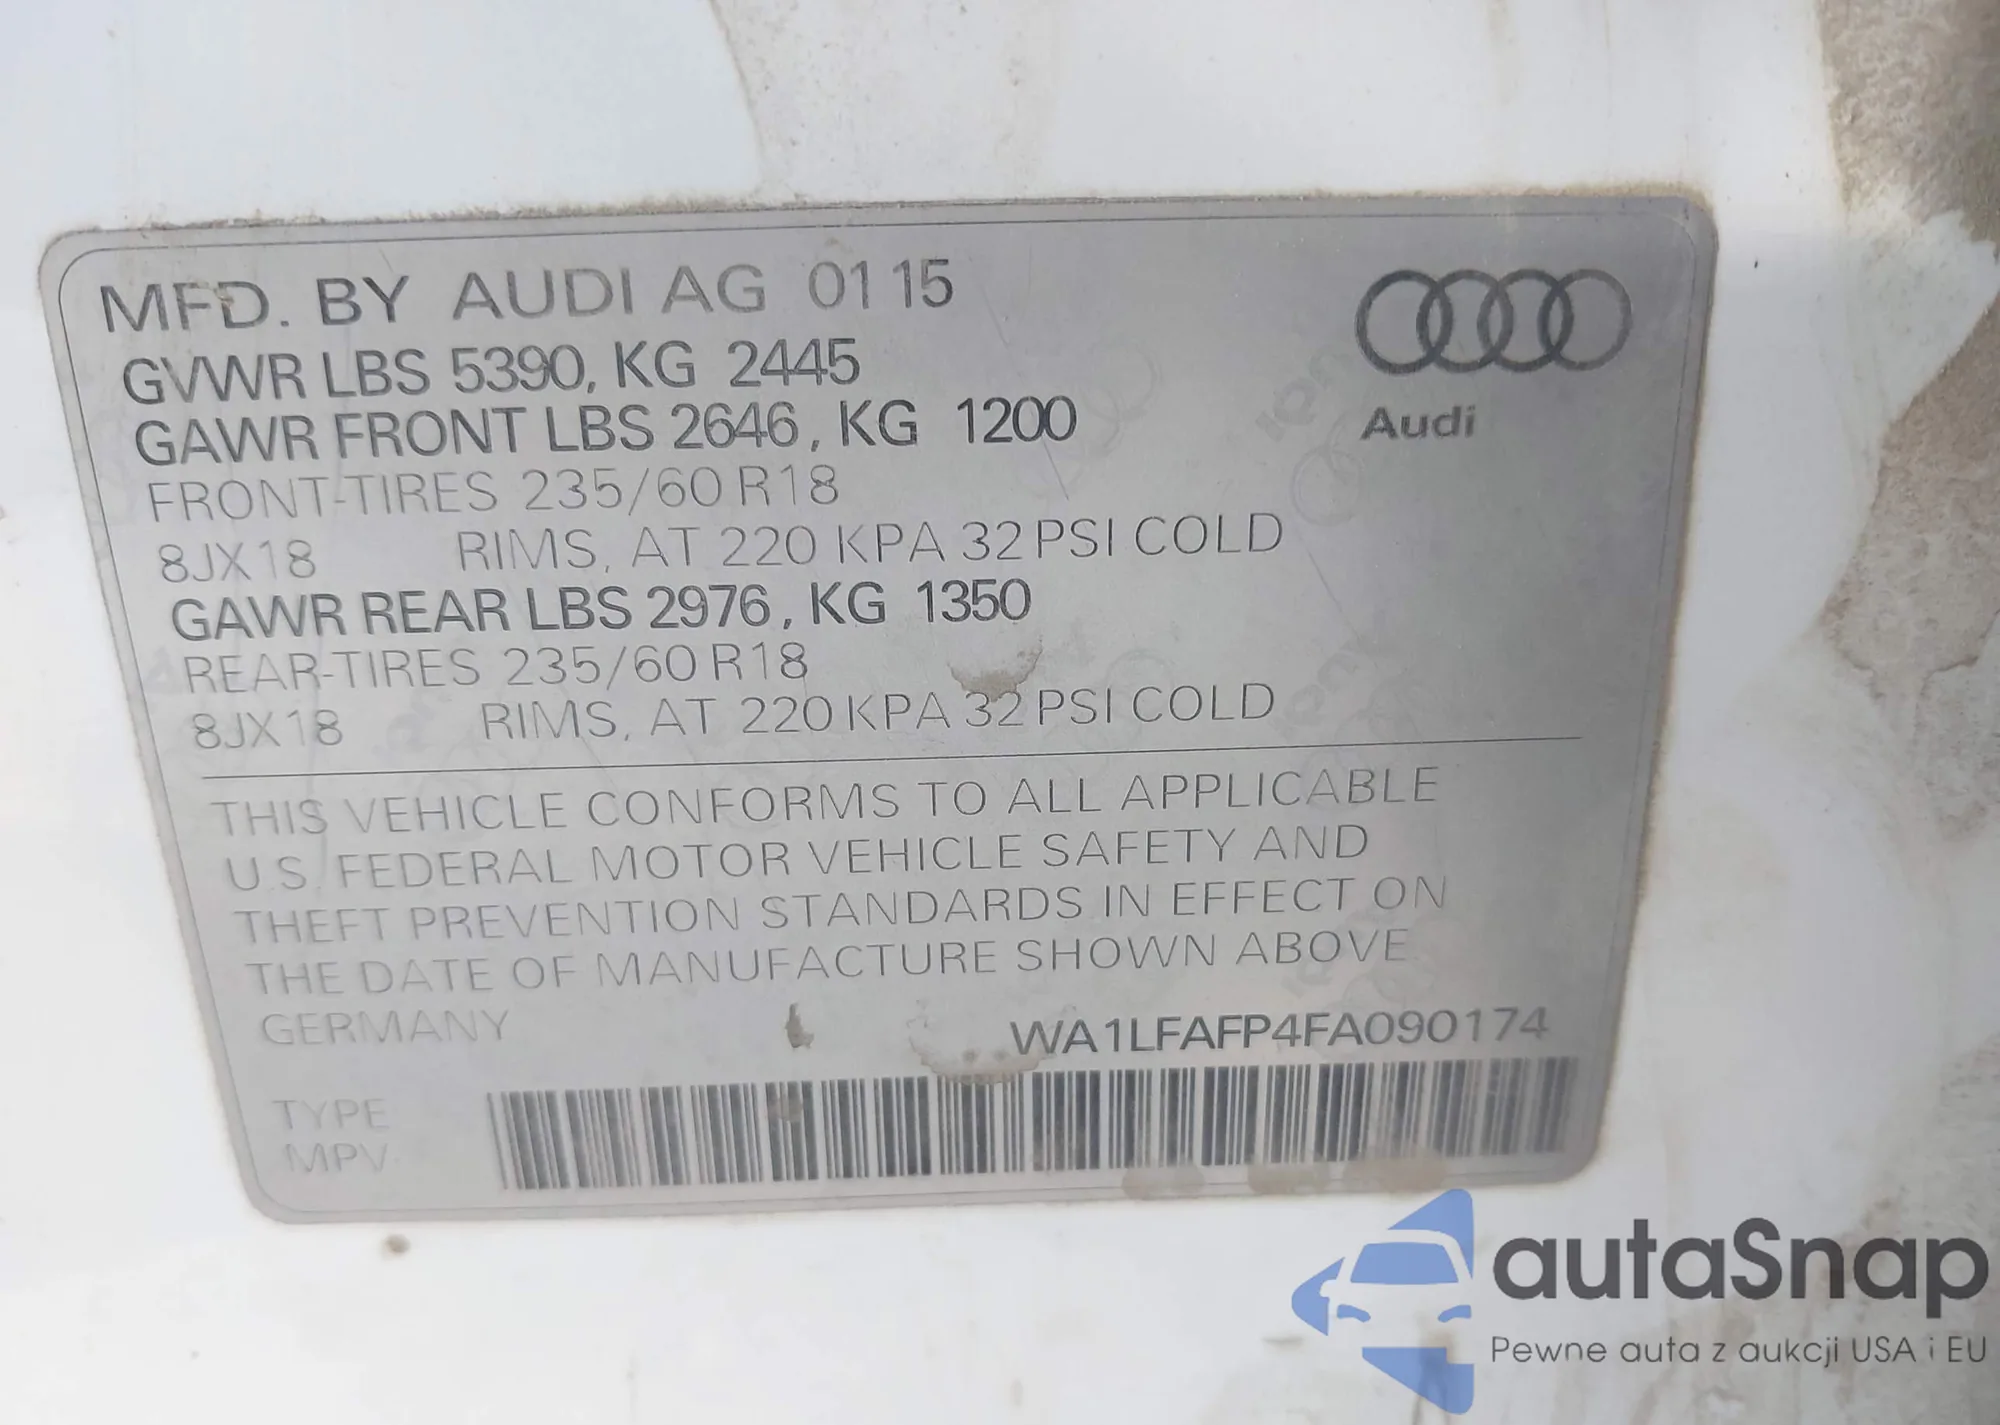 MFD. BY AUDI AG 01 15
GVWR LBS 5390, KG 2445
GAWR FRONT LBS 2646, KG 1200
FRONT-TIRES 235/60 R18
8JX18 RIMS, AT 220 KPA 32 PSI COLD
GAWR REAR LBS 2976, KG 1350
REAR-TIRES 235/60 R18
8JX18 RIMS, AT 220 KPA 32 PSI COLD
Audi
THIS VEHICLE CONFORMS TO ALL APPLICABLE
U.S. FEDERAL MOTOR VEHICLE SAFETY AND
THEFT PREVENTION STANDARDS IN EFFECT ON
THE DATE OF MANUFACTURE SHOWN ABOVE.
GERMANY WA1LFAFP4FA090174
TYPE
MPV
autaSnap
Pewne auta z aukcji USA i EU